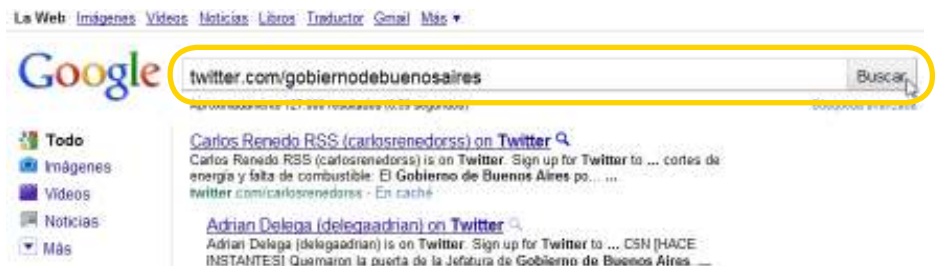 La Web Imágenes Videos Noticias Libros Traductor Gmail Más ▼
Google
twitter.com/gobiernodebuenosaires Buscar
Todo
Imágenes
Videos
Noticias
Más
Carlos Renedo RSS (carlosrenedorss) on Twitter
Carlos Renedo RSS (carlosrenedorss) is on Twitter. Sign up for Twitter to ... cortes de
energía y falta de combustible. El Gobierno de Buenos Aires po... ...
twitter.com/carlosrenedorss - En caché
Adrian Delega (delegaadrian) on Twitter
Adrian Delega (delegaadrian) is on Twitter. Sign up for Twitter to ... C5N [HACE
INSTANTES] Quemaron la puerta de la Jefatura de Gobierno de Buenos Aires ...